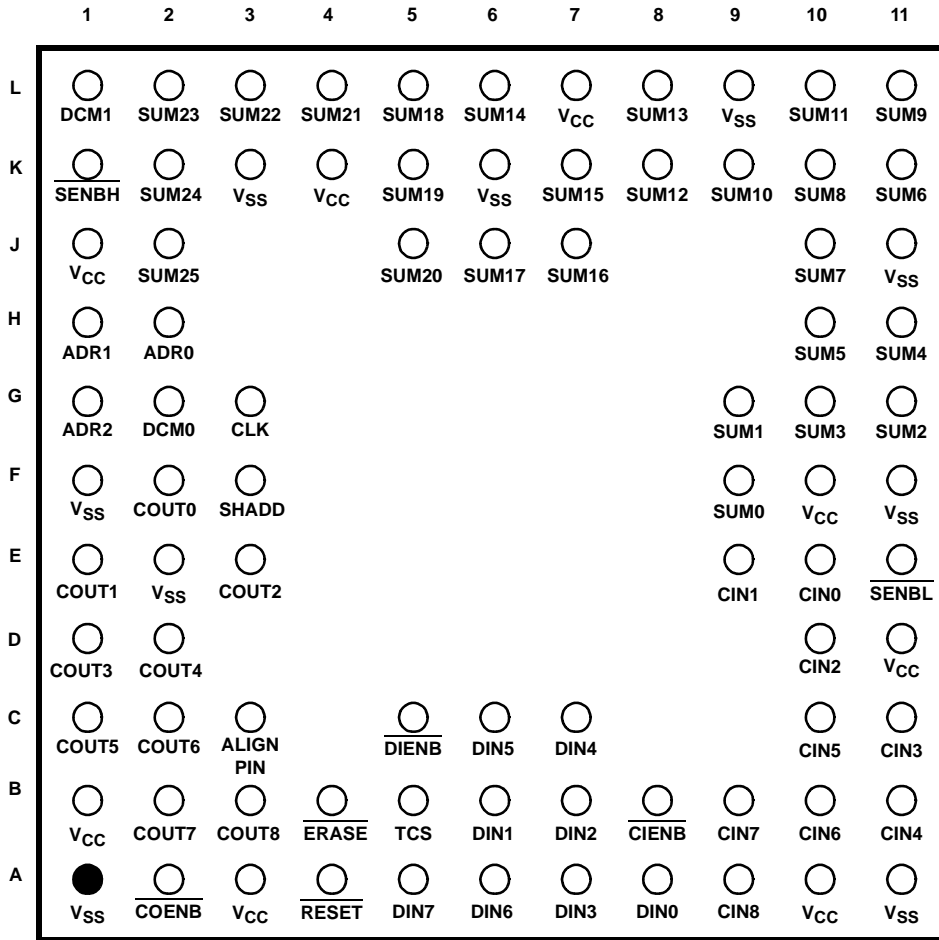 1 2 3 4 5 6 7 8 9 10 11
L
DCM1 SUM23 SUM22 SUM21 SUM18 SUM14 VCC SUM13 VSS SUM11 SUM9
K
SENBH SUM24 VSS VCC SUM19 VSS SUM15 SUM12 SUM10 SUM8 SUM6
J
VCC SUM25 SUM20 SUM17 SUM16 SUM7 VSS
H
ADR1 ADR0 SUM5 SUM4
G
ADR2 DCM0 CLK SUM1 SUM3 SUM2
F
VSS COUT0 SHADD SUM0 VCC VSS
E
COUT1 VSS COUT2 CIN1 CIN0 SENBL
D
COUT3 COUT4 CIN2 VCC
C
COUT5 COUT6 ALIGN DIENB DIN5 DIN4 CIN5 CIN3
PIN
B
VCC COUT7 COUT8 ERASE TCS DIN1 DIN2 CIENB CIN7 CIN6 CIN4
A
VSS COENB VCC RESET DIN7 DIN6 DIN3 DIN0 CIN8 VCC VSS